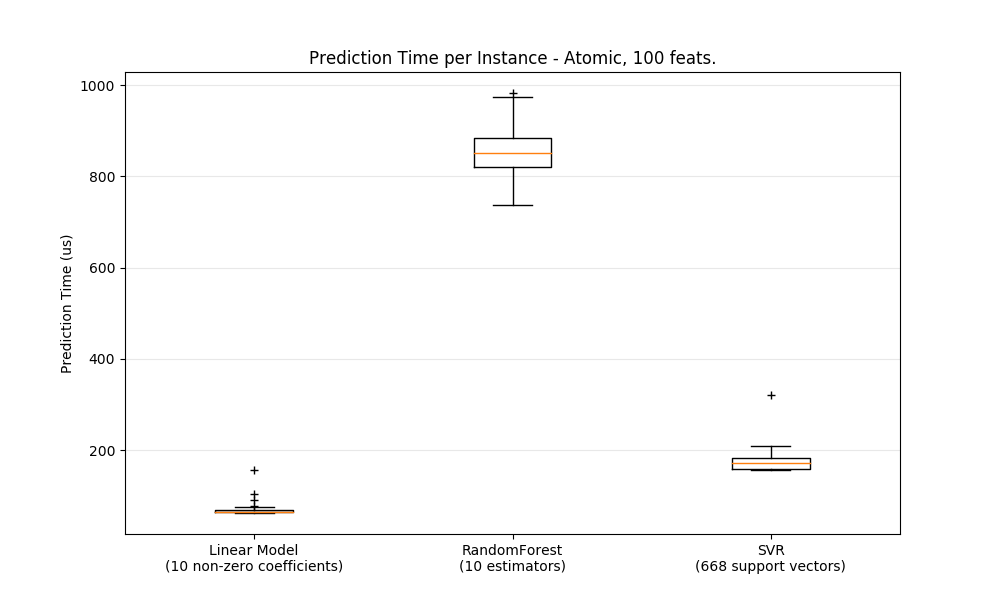 Prediction Time per Instance - Atomic, 100 feats.
1000
800
600
400
200
Prediction Time (us)
Linear Model
(10 non-zero coefficients)
RandomForest
(10 estimators)
SVR
(668 support vectors)